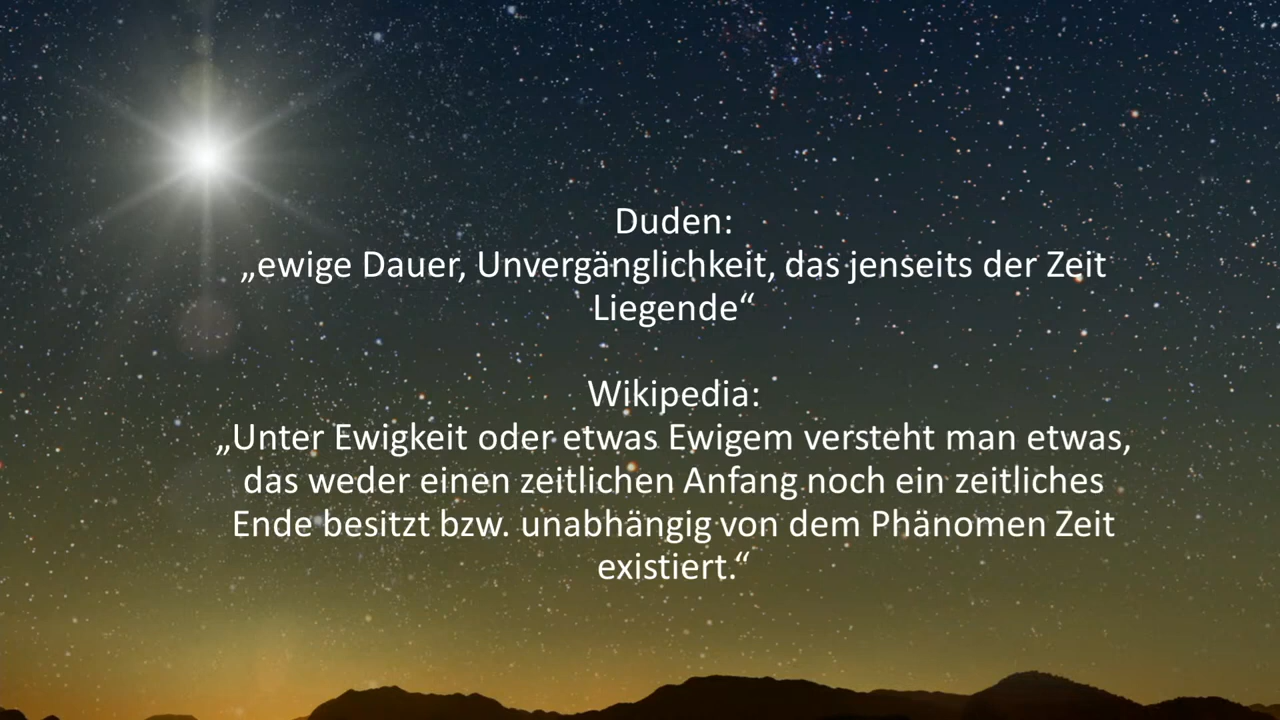 Duden:
„ewige Dauer, Unvergänglichkeit, das jenseits der Zeit
Liegende“
Wikipedia:
„Unter Ewigkeit oder etwas Ewigem versteht man etwas,
das weder einen zeitlichen Anfang noch ein zeitliches
Ende besitzt bzw. unabhängig von dem Phänomen Zeit
existiert.“